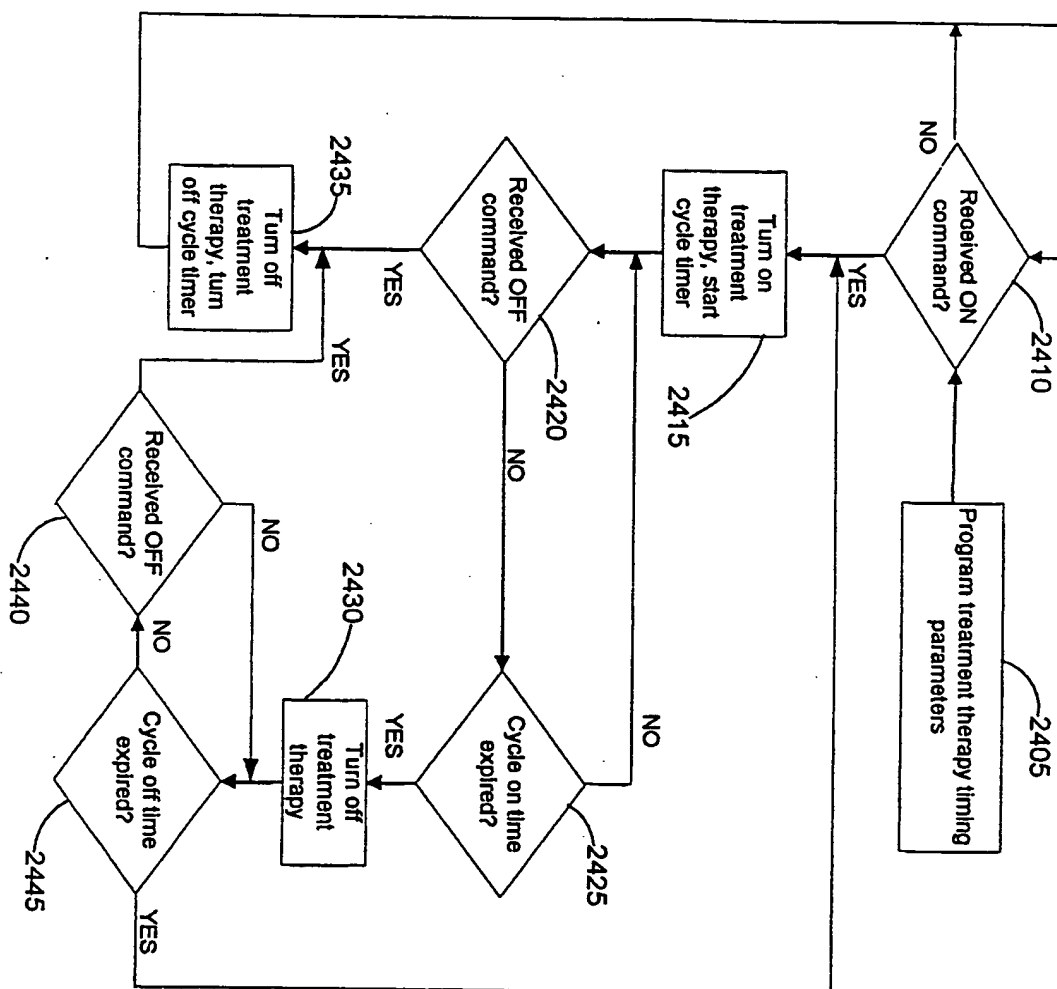 Program treatment therapy timing
parameters
2405
Received ON
command?
2410
NO
YES
Turn on
treatment
therapy, start
cycle timer
2415
Received OFF
command?
2420
YES
NO
Cycle on time
expired?
2425
NO
YES
Turn off
treatment
therapy
2430
Turn off
treatment
therapy, turn
off cycle timer
2435
YES
Received OFF
command?
2440
NO
NO
Cycle off time
expired?
2445
YES